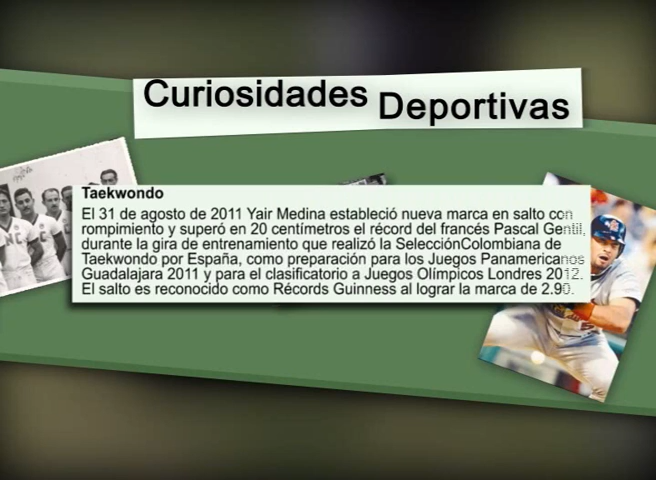 Curiosidades Deportivas
Taekwondo
El 31 de agosto de 2011 Yair Medina estableció nueva marca en salto con
rompimiento y superó en 20 centímetros el récord del francés Pascal Gentil,
durante la gira de entrenamiento que realizó la SelecciónColombiana de
Taekwondo por España, como preparación para los Juegos Panamericanos
Guadalajara 2011 y para el clasificatorio a Juegos Olímpicos Londres 2012.
El salto es reconocido como Récords Guinness al lograr la marca de 2.90.